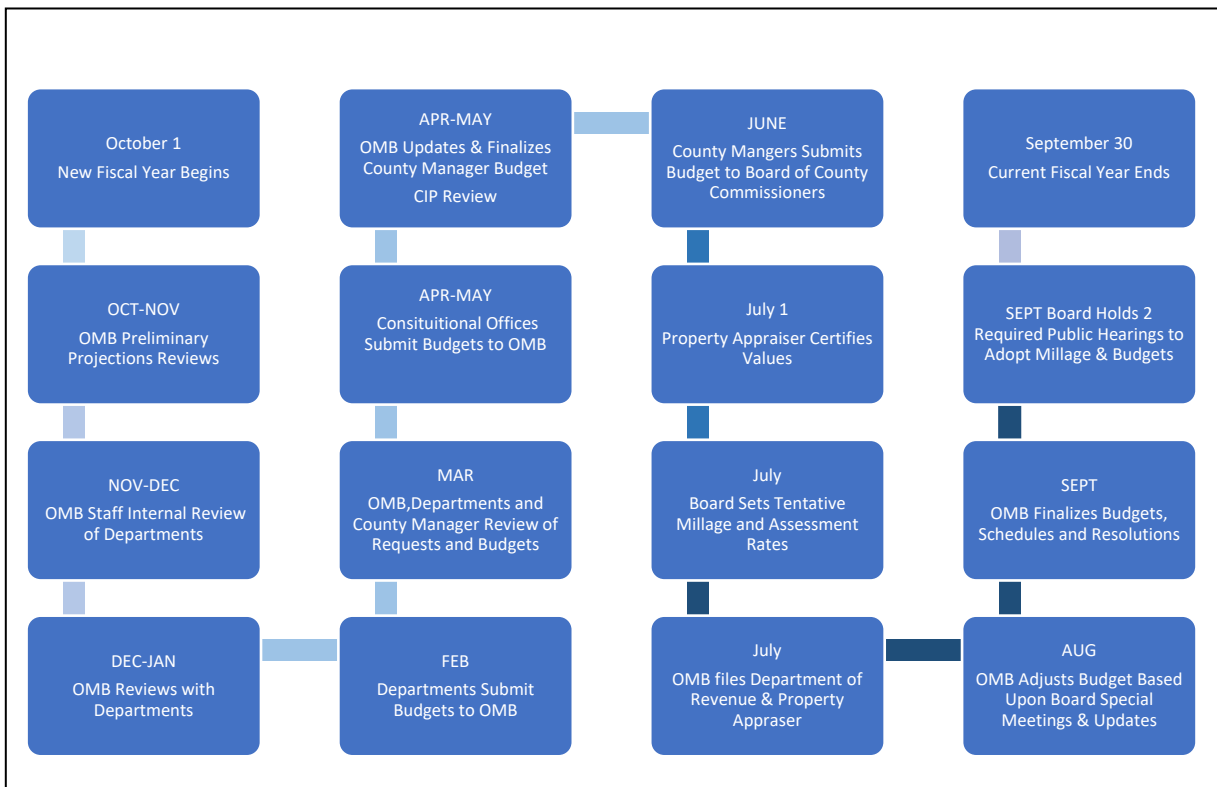 October 1
New Fiscal Year Begins
OCT-NOV
OMB Preliminary
Projections Reviews
NOV-DEC
OMB Staff Internal Review
of Departments
DEC-JAN
OMB Reviews with
Departments
FEB
Departments Submit
Budgets to OMB
MAR
OMB,Departments and
County Manager Review of
Requests and Budgets
APR-MAY
Consituitional Offices
Submit Budgets to OMB
APR-MAY
OMB Updates & Finalizes
County Manager Budget
CIP Review
JUNE
County Mangers Submits
Budget to Board of County
Commissioners
July 1
Property Appraiser Certifies
Values
July
Board Sets Tentative
Millage and Assessment
Rates
July
OMB files Department of
Revenue & Property
Appraser
AUG
OMB Adjusts Budget Based
Upon Board Special
Meetings & Updates
SEPT
OMB Finalizes Budgets,
Schedules and Resolutions
SEPT Board Holds 2
Required Public Hearings to
Adopt Millage & Budgets
September 30
Current Fiscal Year Ends